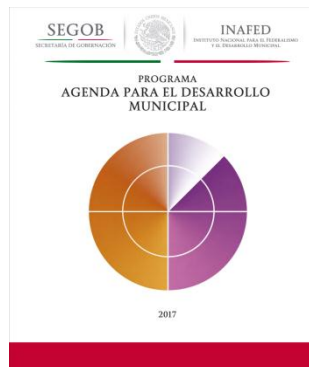 SEGOB
SECRETARÍA DE GOBERNACIÓN
INAFED
INSTITUTO NACIONAL PARA EL FEDERALISMO
Y EL DESARROLLO MUNICIPAL
PROGRAMA
AGENDA PARA EL DESARROLLO
MUNICIPAL
2017